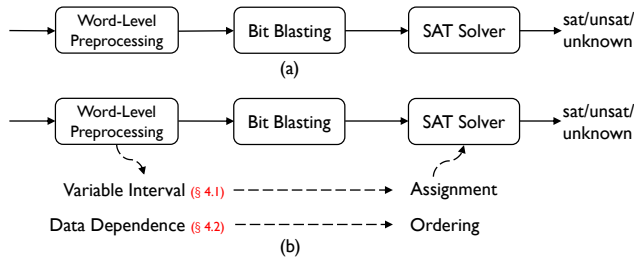 Word-Level
Preprocessing
Bit Blasting
SAT Solver
sat/unsat/
unknown
(a)
Word-Level
Preprocessing
Bit Blasting
SAT Solver
sat/unsat/
unknown
Variable Interval (§ 4.1)
Assignment
Data Dependence (§ 4.2)
Ordering
(b)